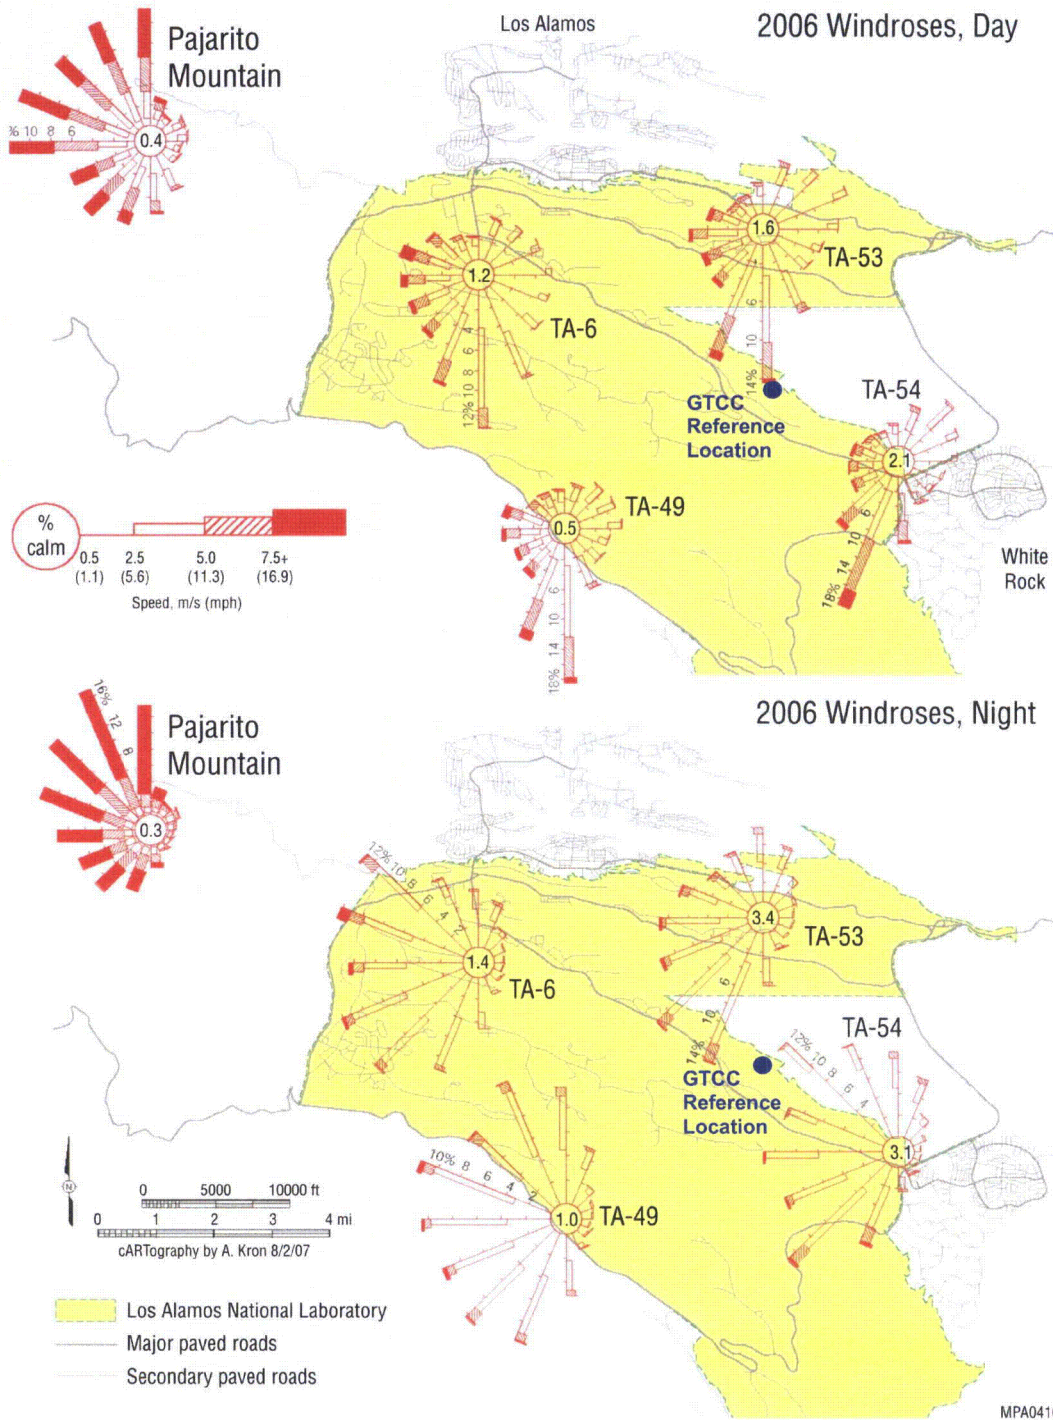 Los Alamos
2006 Windroses, Day
Pajarito
Mountain
% 10 8 6
0.4
1.6
TA-53
1.2
4
6
8
10
12%
TA-6
4
6
10
14%
TA-54
GTCC
Reference
Location
2.1
6
10
14
18%
TA-49
0.5
6
10
14
18%
%
calm
0.5 2.5 5.0 7.5+
(1.1) (5.6) (11.3) (16.9)
Speed, m/s (mph)
White
Rock
2006 Windroses, Night
16%
12
8
Pajarito
Mountain
0.3
12% 10 8 6 4 2
3.4
TA-53
1.4
TA-6
6
10
14%
TA-54
12% 10 8 6 4
GTCC
Reference
Location
3.1
10% 8 6 4 2
1.0
TA-49
N
0 5000 10000 ft
0 1 2 3 4 mi
cARTography by A. Kron 8/2/07
Los Alamos National Laboratory
Major paved roads
Secondary paved roads